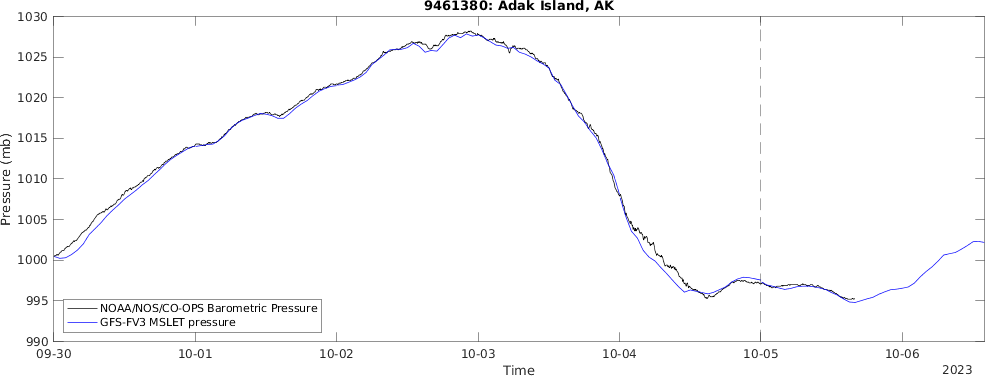 9461380: Adak Island, AK
Pressure (mb)
1030
1025
1020
1015
1010
1005
1000
995
990
NOAA/NOS/CO-OPS Barometric Pressure
GFS-FV3 MSLET pressure
09-30 10-01 10-02 10-03 10-04 10-05 10-06
Time
2023